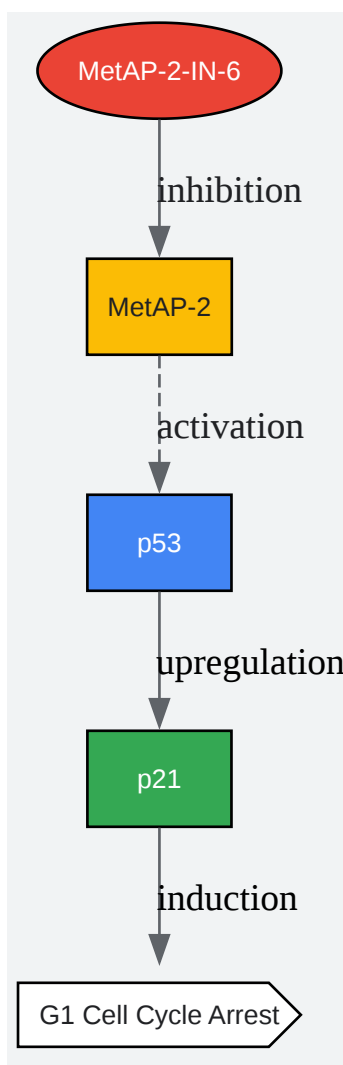 MetAP-2-IN-6
inhibition
MetAP-2
activation
p53
upregulation
p21
induction
G1 Cell Cycle Arrest